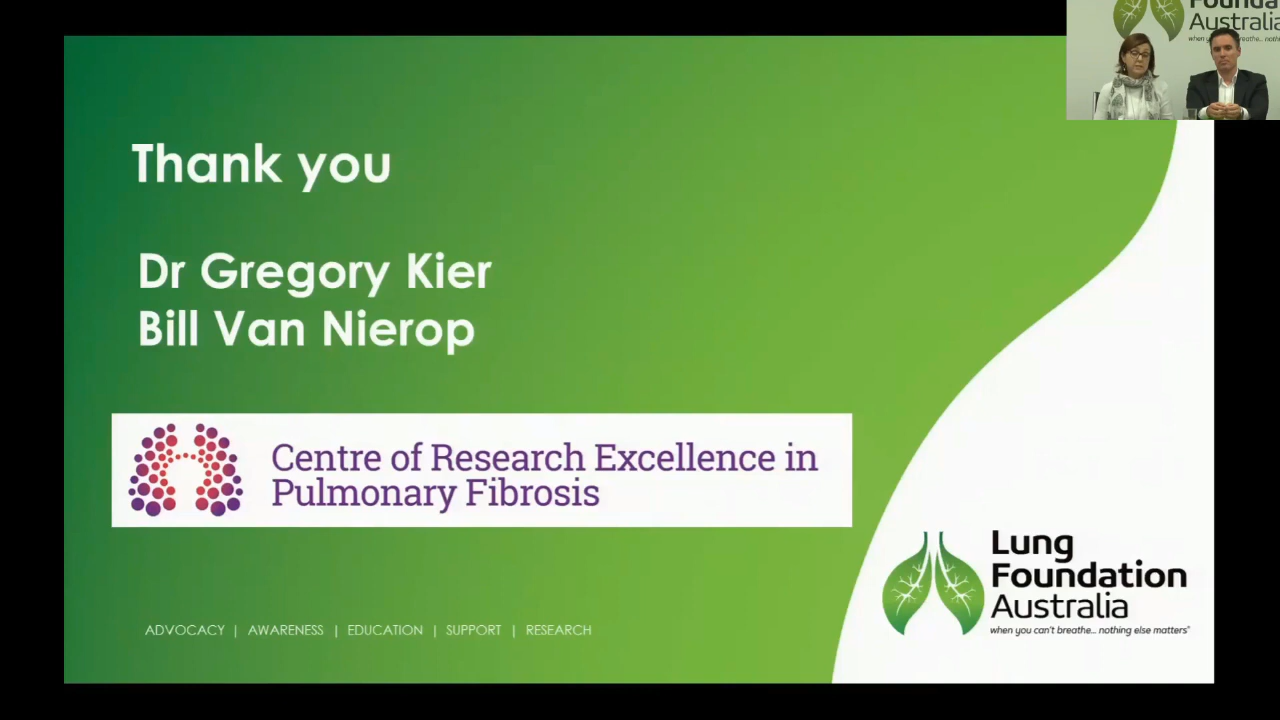 Thank you
Dr Gregory Kier
Bill Van Nierop
Centre of Research Excellence in
Pulmonary Fibrosis
ADVOCACY | AWARENESS | EDUCATION | SUPPORT | RESEARCH
Lung
Foundation
Australia
when you can't breathe... nothing else matters®
Australia